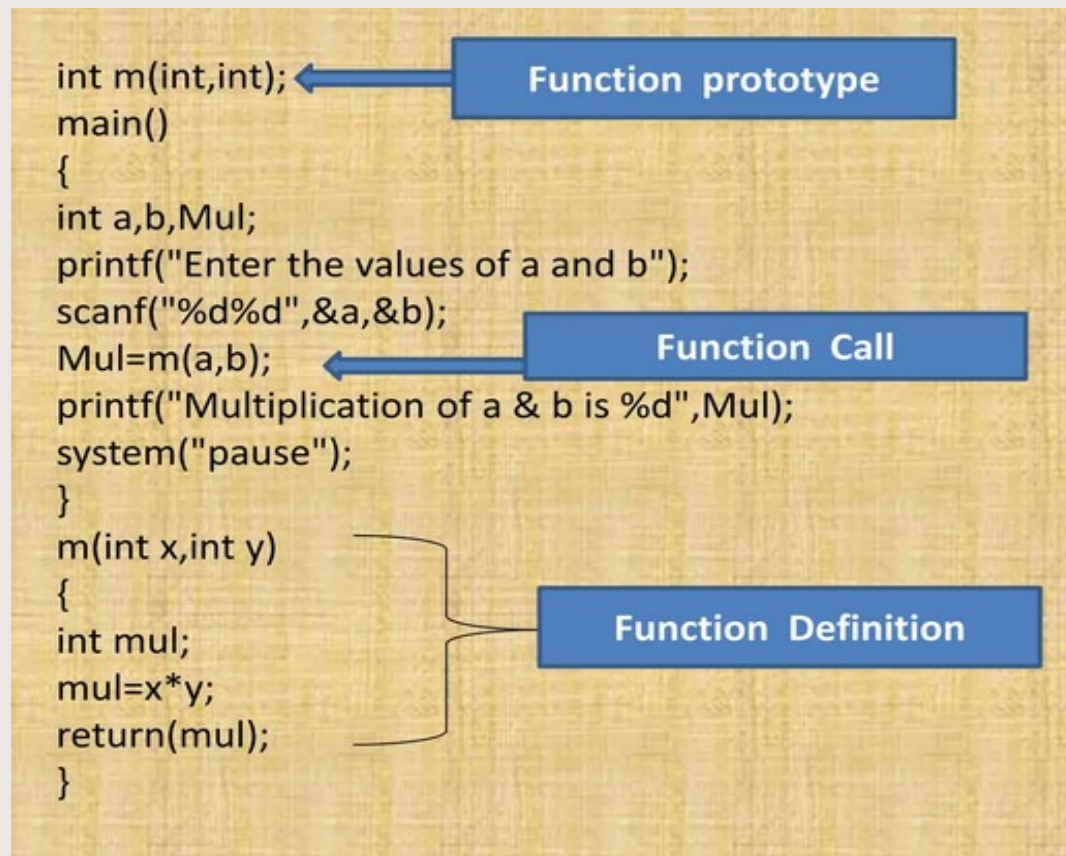 int m(int,int);
Function prototype
main()
{
int a,b,Mul;
printf("Enter the values of a and b");
scanf("%d%d",&a,&b);
Mul=m(a,b);
Function Call
printf("Multiplication of a & b is %d",Mul);
system("pause");
}
m(int x,int y)
{
int mul;
Function Definition
mul=x*y;
return(mul);
}